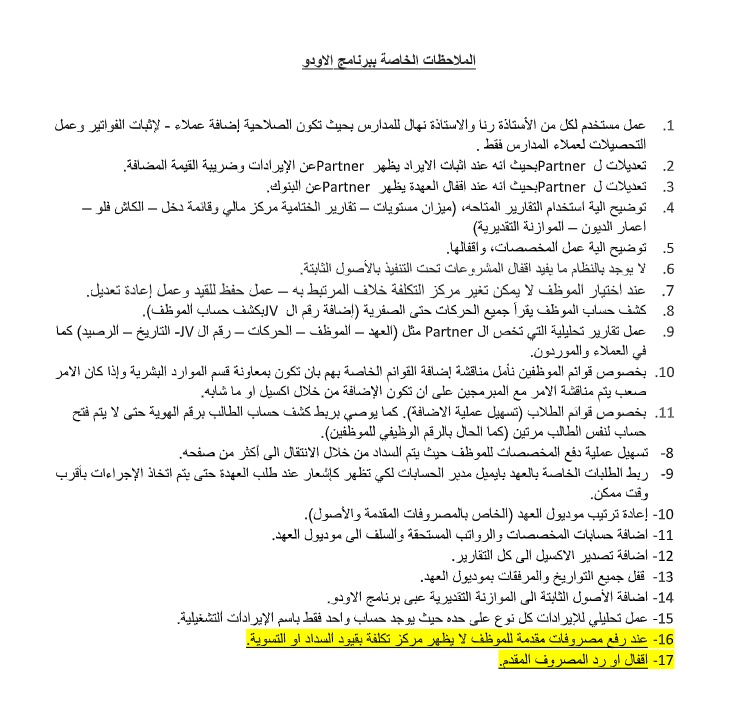 الملاحظات الخاصة ببرنامج الاودو
1. عمل مستخدم لكل من الأستاذة رنا والاستاذة نهال للمدارس بحيث تكون الصلاحية إضافة عملاء - لإثبات الفواتير وعمل
التحصيلات لعملاء المدارس فقط .
2. تعديلات ل Partnerبحيث انه عند اثبات الايراد يظهر Partnerعن الإيرادات وضريبة القيمة المضافة.
3. تعديلات ل Partnerبحيث انه عند اقفال العهدة يظهر Partnerعن البنوك.
4. توضيح الية استخدام التقارير المتاحه، (ميزان مستويات – تقارير الختامية مركز مالي وقائمة دخل – الكاش فلو –
اعمار الديون – الموازنة التقديرية)
5. توضيح الية عمل المخصصات، واقفالها.
6. لا يوجد بالنظام ما يفيد اقفال المشروعات تحت التنفيذ بالأصول الثابتة.
7. عند اختيار الموظف لا يمكن تغير مركز التكلفة خلاف المرتبط به – عمل حفظ للقيد وعمل إعادة تعديل.
8. كشف حساب الموظف يقرأ جميع الحركات حتى الصفرية (إضافة رقم ال JVبكشف حساب الموظف).
9. عمل تقارير تحليلية التي تخص ال Partner مثل (العهد – الموظف – الحركات – رقم ال JV- التاريخ – الرصيد) كما
في العملاء والموردون.
10. بخصوص قوائم الموظفين نأمل مناقشة إضافة القوائم الخاصة بهم بان تكون بمعاونة قسم الموارد البشرية وإذا كان الامر
صعب يتم مناقشة الامر مع المبرمجين على ان تكون الإضافة من خلال اكسيل او ما شابه.
11. بخصوص قوائم الطلاب (تسهيل عملية الاضافة). كما يوصي بربط كشف حساب الطالب برقم الهوية حتى لا يتم فتح
حساب لنفس الطالب مرتين (كما الحال بالرقم الوظيفي للموظفين).
8- تسهيل عملية دفع المخصصات للموظف حيث يتم السداد من خلال الانتقال الى أكثر من صفحه.
9- ربط الطلبات الخاصة بالعهد بايميل مدير الحسابات لكي تظهر كإشعار عند طلب العهدة حتى يتم اتخاذ الإجراءات بأقرب
وقت ممكن.
10- إعادة ترتيب موديول العهد (الخاص بالمصروفات المقدمة والأصول).
11- اضافة حسابات المخصصات والرواتب المستحقة والسلف الى موديول العهد.
12- اضافة تصدير الاكسيل الى كل التقارير.
13- قفل جميع التواريخ والمرفقات بموديول العهد.
14- اضافة الأصول الثابتة الى الموازنة التقديرية عبى برنامج الاودو.
15- عمل تحليلي للإيرادات كل نوع على حده حيث يوجد حساب واحد فقط باسم الإيرادات التشغيلية.
16- عند رفع مصروفات مقدمة للموظف لا يظهر مركز تكلفة بقيود السداد او التسوية.
17- اقفال او رد المصروف المقدم.